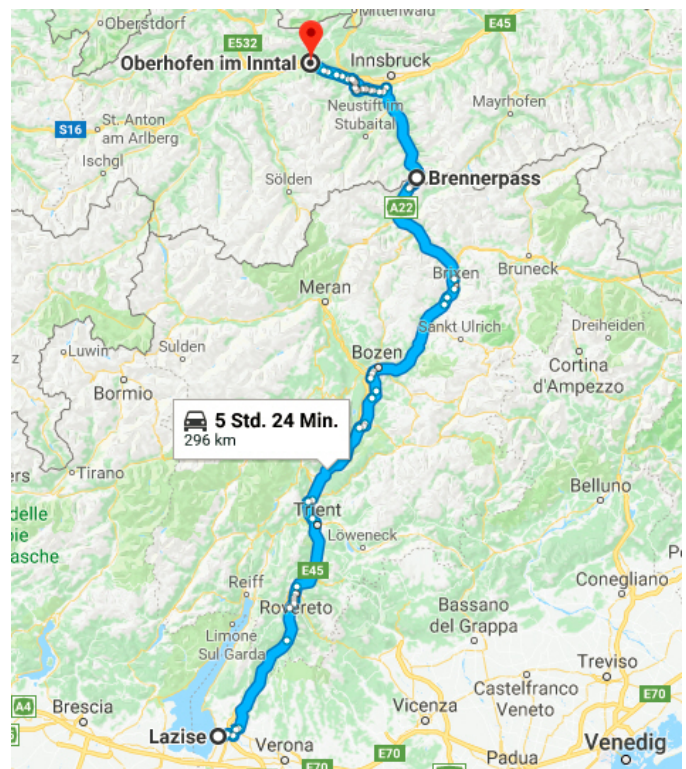 Oberstdorf
Mittenwald
E45
E532
Oberhofen im Inntal
Innsbruck
Neustift im
Stubaital
Mayrhofen
S16
St. Anton
am Arlberg
Ischgl
Sölden
Brennerpass
A22
Meran
Brixen
Bruneck
Sankt Ulrich
Dreiheiden
Luwin
Sulden
Bozen
Cortina
d'Ampezzo
Bormio
5 Std. 24 Min.
296 km
Tirano
Trient
Belluno
delle
Löweneck
E45
Conegliano
Reiff
Rovereto
Bassano
del Grappa
Limone
Sul Garda
Treviso
Castelfranco
Veneto
E70
A4
Brescia
Lazise
Vicenza
Verona
E70
E70
Padua
Venedig